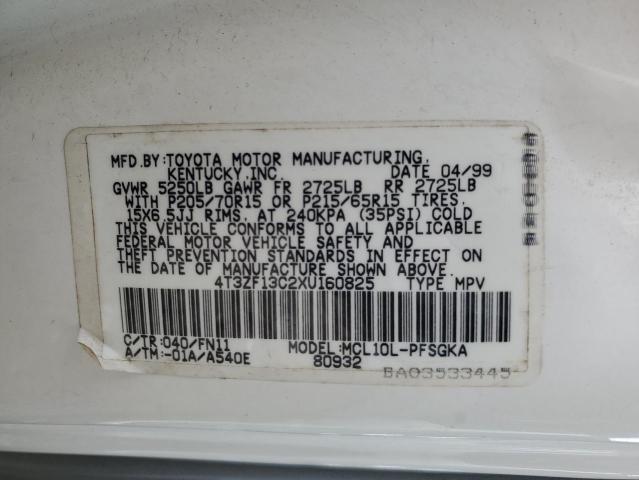 MFD.BY:TOYOTA MOTOR MANUFACTURING,
KENTUCKY,INC. DATE 04/99
GVWR 5250LB GAWR FR 2725LB RR 2725LB
WITH P205/70R15 OR P215/65R15 TIRES,
15X6.5JJ RIMS, AT 240KPA (35PSI) COLD
THIS VEHICLE CONFORMS TO ALL APPLICABLE
FEDERAL MOTOR VEHICLE SAFETY AND
THEFT PREVENTION STANDARDS IN EFFECT ON
THE DATE OF MANUFACTURE SHOWN ABOVE.
4T3ZF13C2XU160825 TYPE MPV
C/TR:040/FN11 MODEL:MCL10L-PFSGKA
A/TM:-01A/A540E 80932
BA03533445